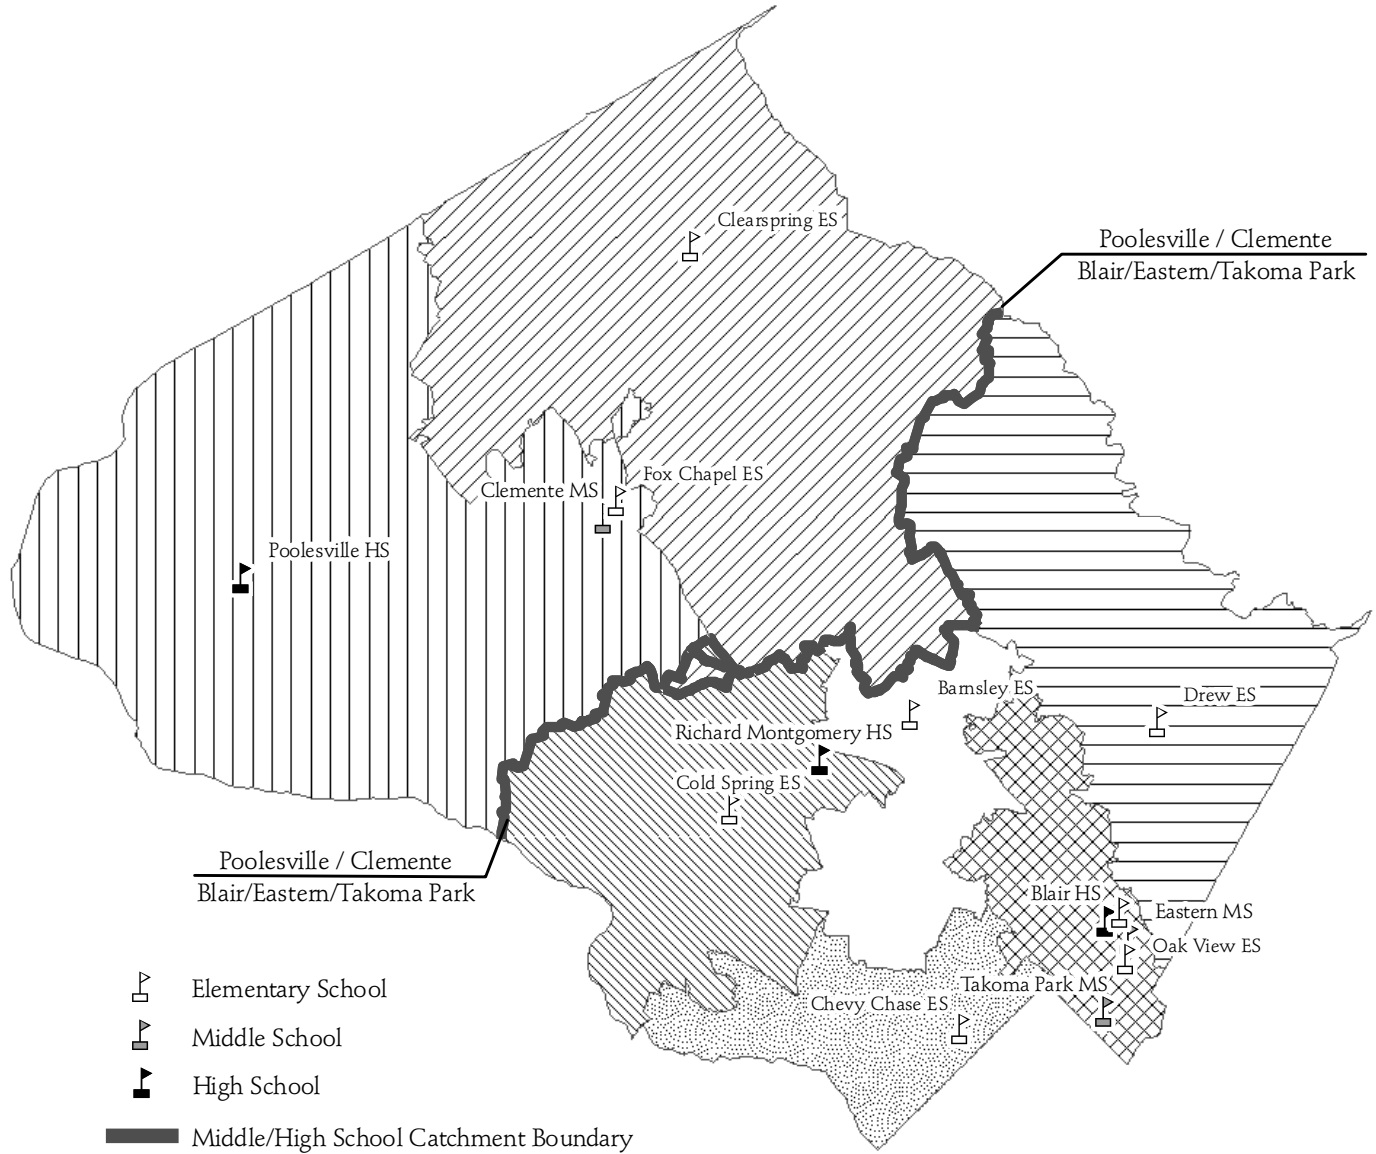 Clearspring ES
Poolesville / Clemente
Blair/Eastern/Takoma Park
Fox Chapel ES
Clemente MS
Poolesville HS
Barnsley ES
Drew ES
Richard Montgomery HS
Cold Spring ES
Poolesville / Clemente
Blair/Eastern/Takoma Park
Blair HS
Eastern MS
Oak View ES
Takoma Park MS
Chevy Chase ES
Elementary School
Middle School
High School
Middle/High School Catchment Boundary